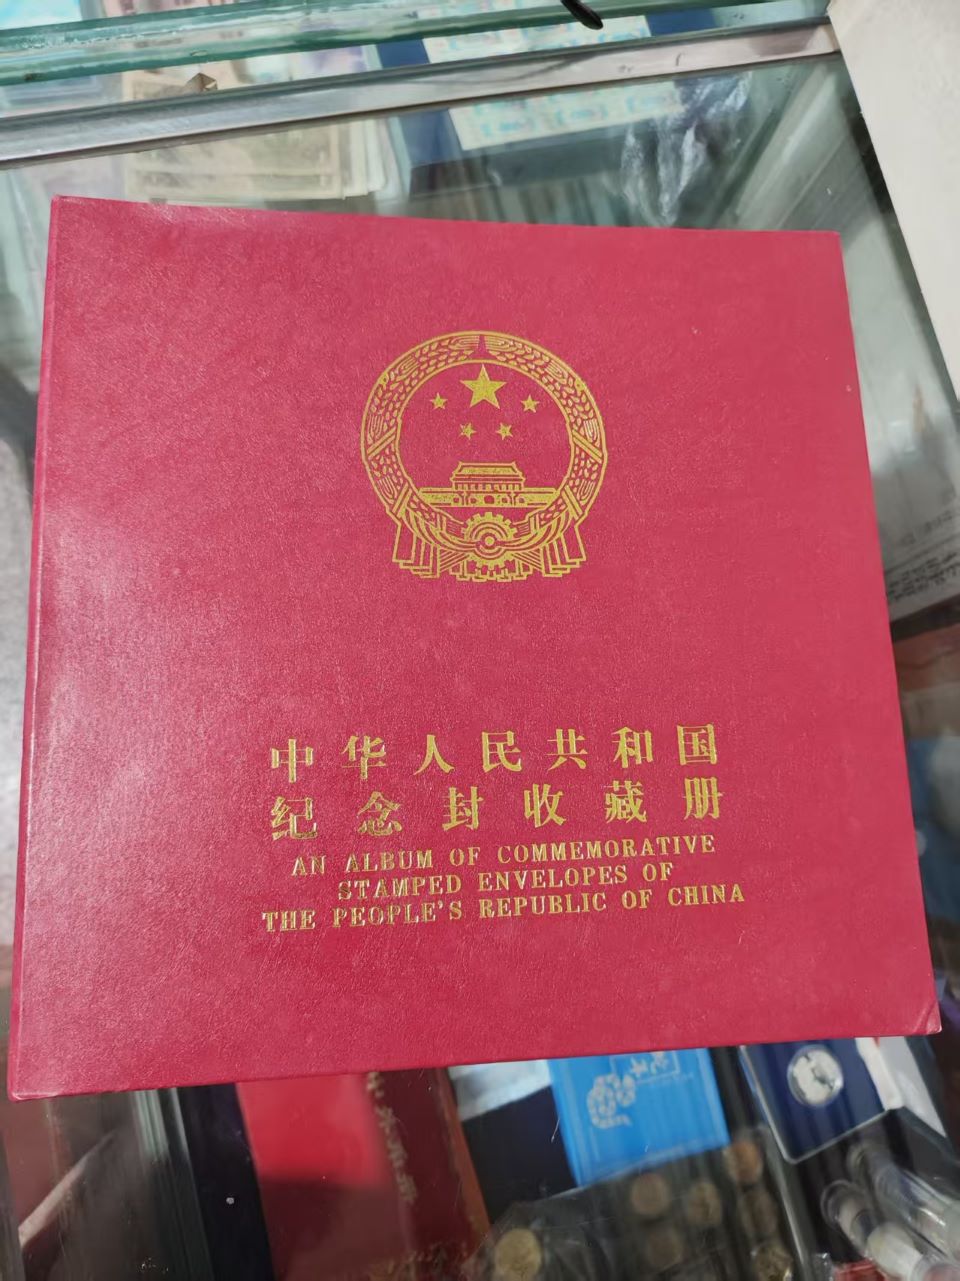 中华人民共和国
纪念封收藏册
AN ALBUM OF COMMEMORATIVE
STAMPED ENVELOPES OF
THE PEOPLE'S REPUBLIC OF CHINA